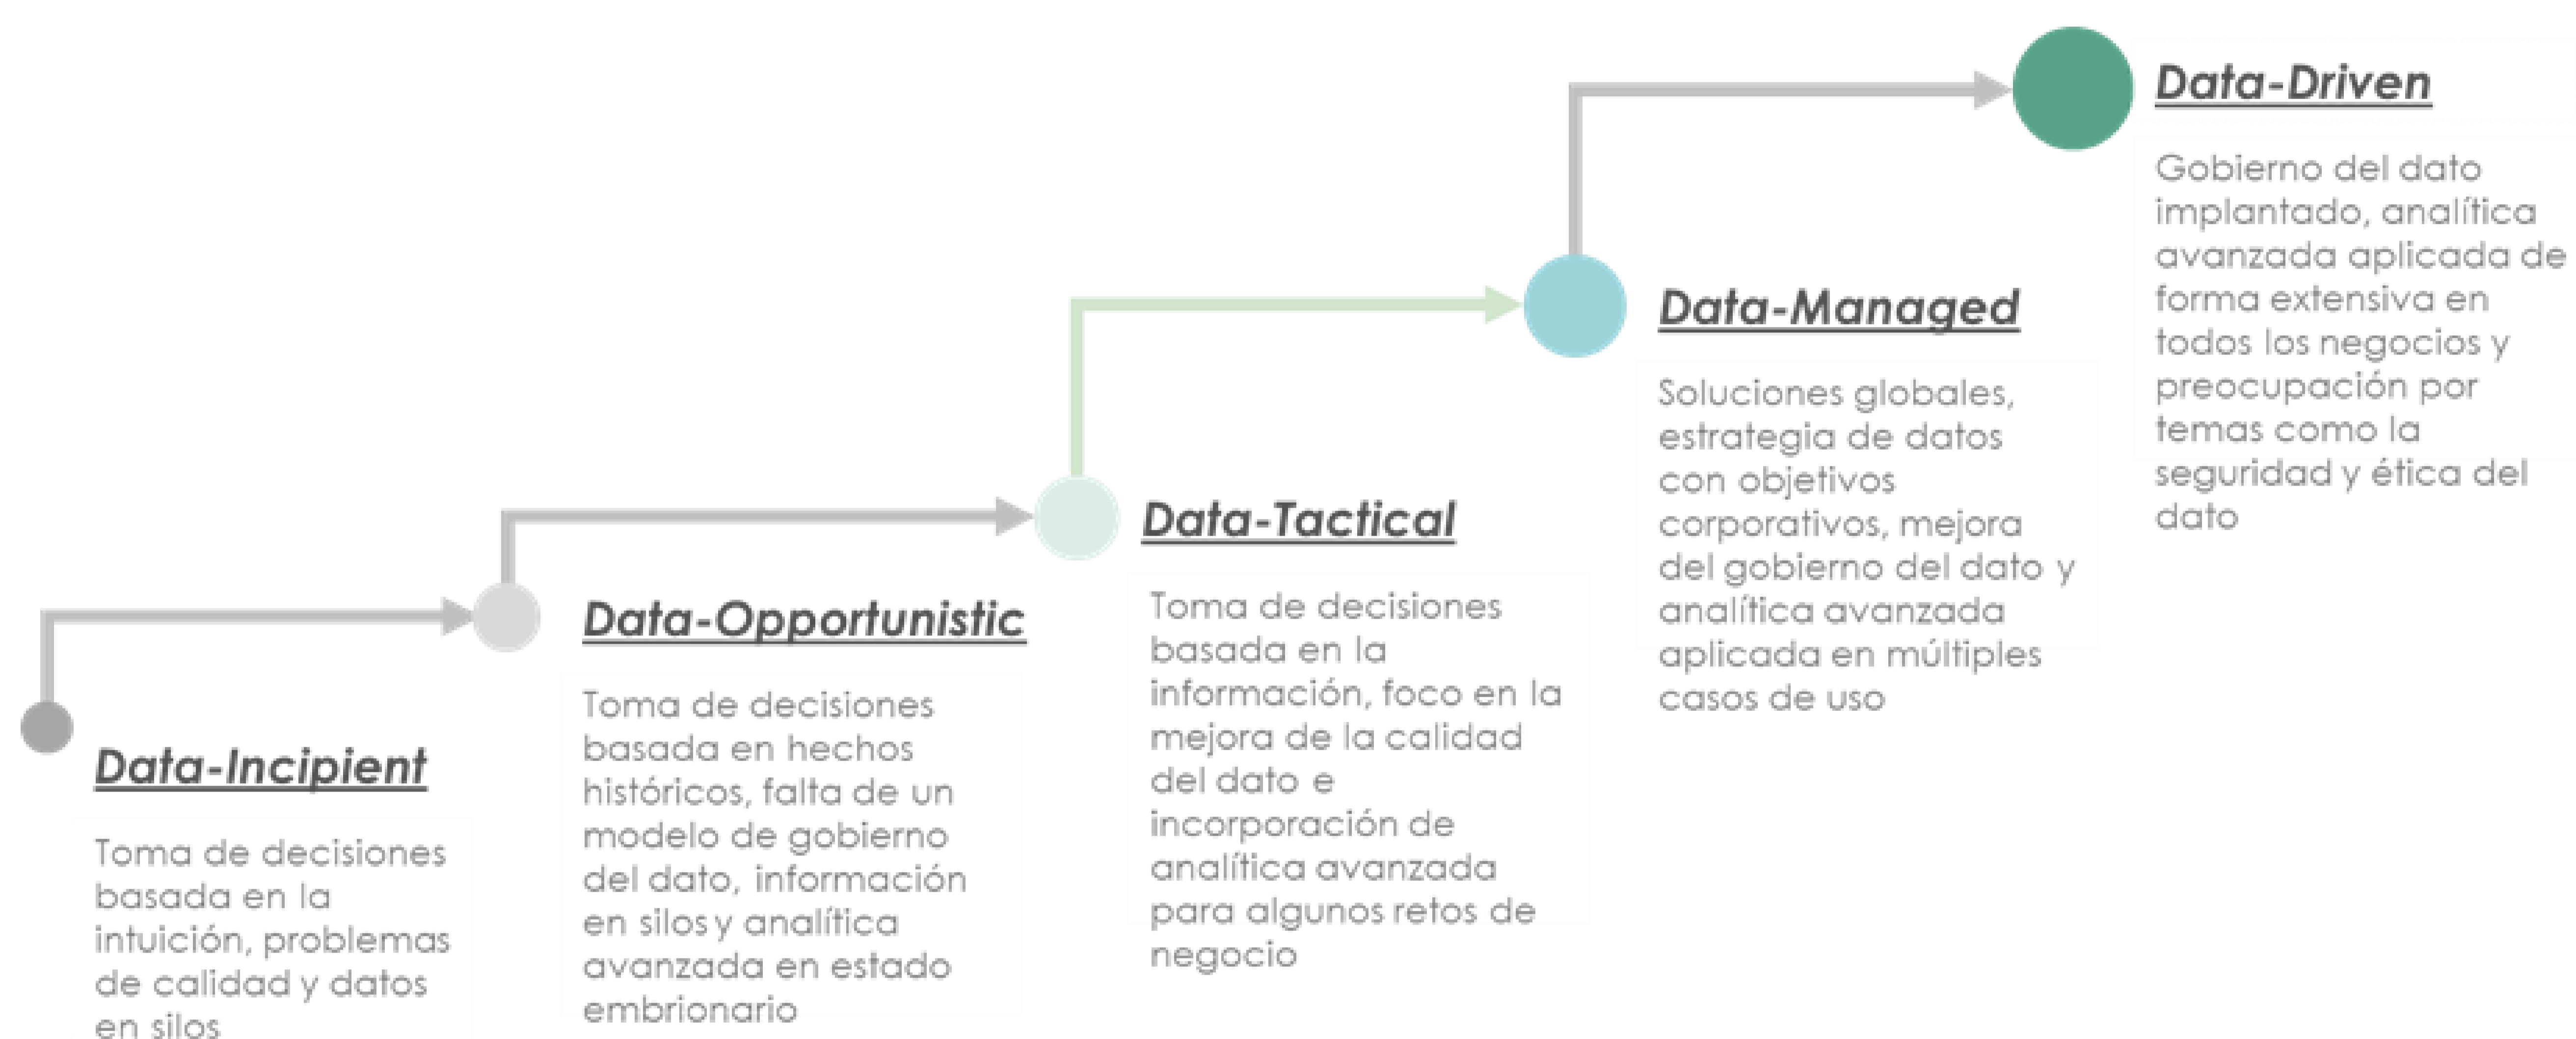 Data-Incipient
Toma de decisiones
basada en la
intuición, problemas
de calidad y datos
en silos
Data-Opportunistic
Toma de decisiones
basada en hechos
históricos, falta de un
modelo de gobierno
del dato, información
en silos y analítica
avanzada en estado
embrionario
Data-Tactical
Toma de decisiones
basada en la
información, foco en la
mejora de la calidad
del dato e
incorporación de
analítica avanzada
para algunos retos de
negocio
Data-Managed
Soluciones globales,
estrategia de datos
con objetivos
corporativos, mejora
del gobierno del dato y
analítica avanzada
aplicada en múltiples
casos de uso
Data-Driven
Gobierno del dato
implantado, analítica
avanzada aplicada de
forma extensiva en
todos los negocios y
preocupación por
temas como la
seguridad y ética del
dato